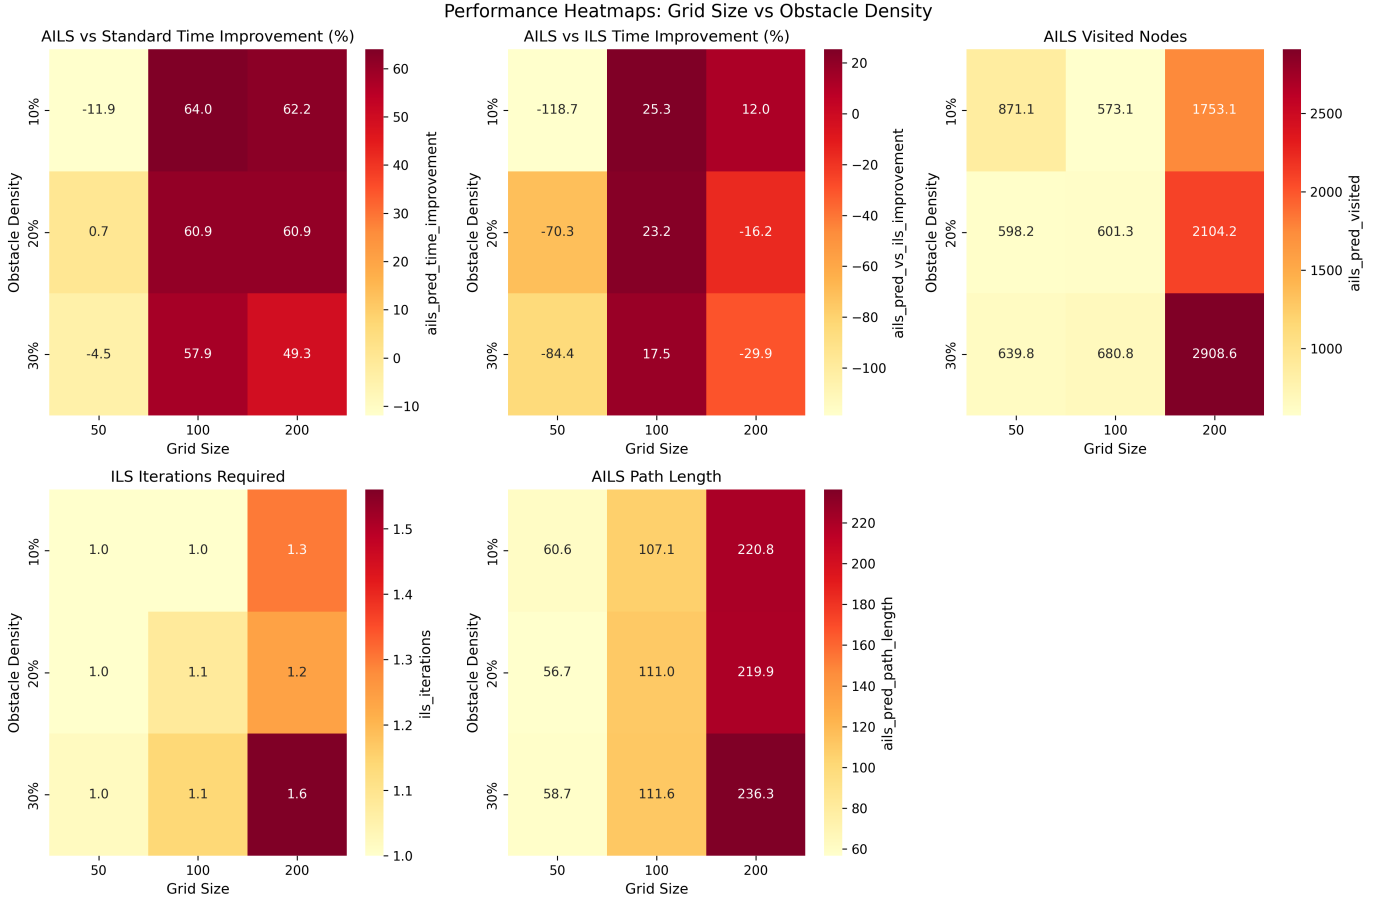 Performance Heatmaps: Grid Size vs Obstacle Density
AILS vs Standard Time Improvement (%)
Obstacle Density
10%
20%
30%
-11.9 64.0 62.2
0.7 60.9 60.9
-4.5 57.9 49.3
50 100 200
Grid Size
60
50
40
30
20
10
0
−10
ails_pred_time_improvement
AILS vs ILS Time Improvement (%)
Obstacle Density
10%
20%
30%
-118.7 25.3 12.0
-70.3 23.2 -16.2
-84.4 17.5 -29.9
50 100 200
Grid Size
20
0
−20
−40
−60
−80
−100
ails_pred_vs_ils_improvement
AILS Visited Nodes
Obstacle Density
10%
20%
30%
871.1 573.1 1753.1
598.2 601.3 2104.2
639.8 680.8 2908.6
50 100 200
Grid Size
2500
2000
1500
1000
ails_pred_visited
ILS Iterations Required
Obstacle Density
10%
20%
30%
1.0 1.0 1.3
1.0 1.1 1.2
1.0 1.1 1.6
50 100 200
Grid Size
1.5
1.4
1.3
1.2
1.1
1.0
ils_iterations
AILS Path Length
Obstacle Density
10%
20%
30%
60.6 107.1 220.8
56.7 111.0 219.9
58.7 111.6 236.3
50 100 200
Grid Size
220
200
180
160
140
120
100
80
60
ails_pred_path_length